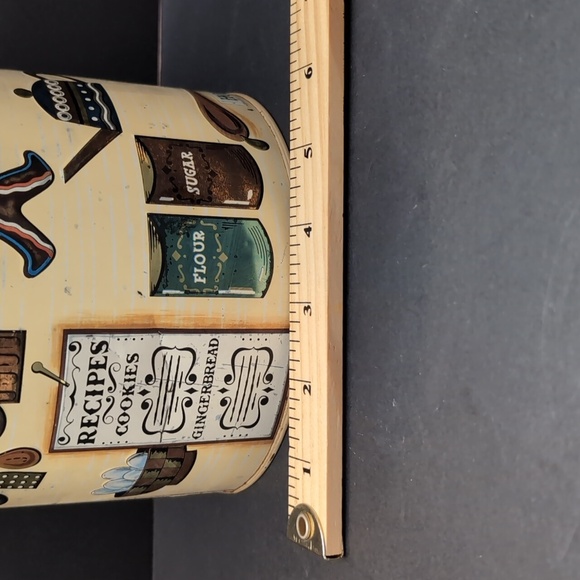 RECIPES
COOKIES
GINGERBREAD
FLOUR
SUGAR
1
2
3
4
5
6